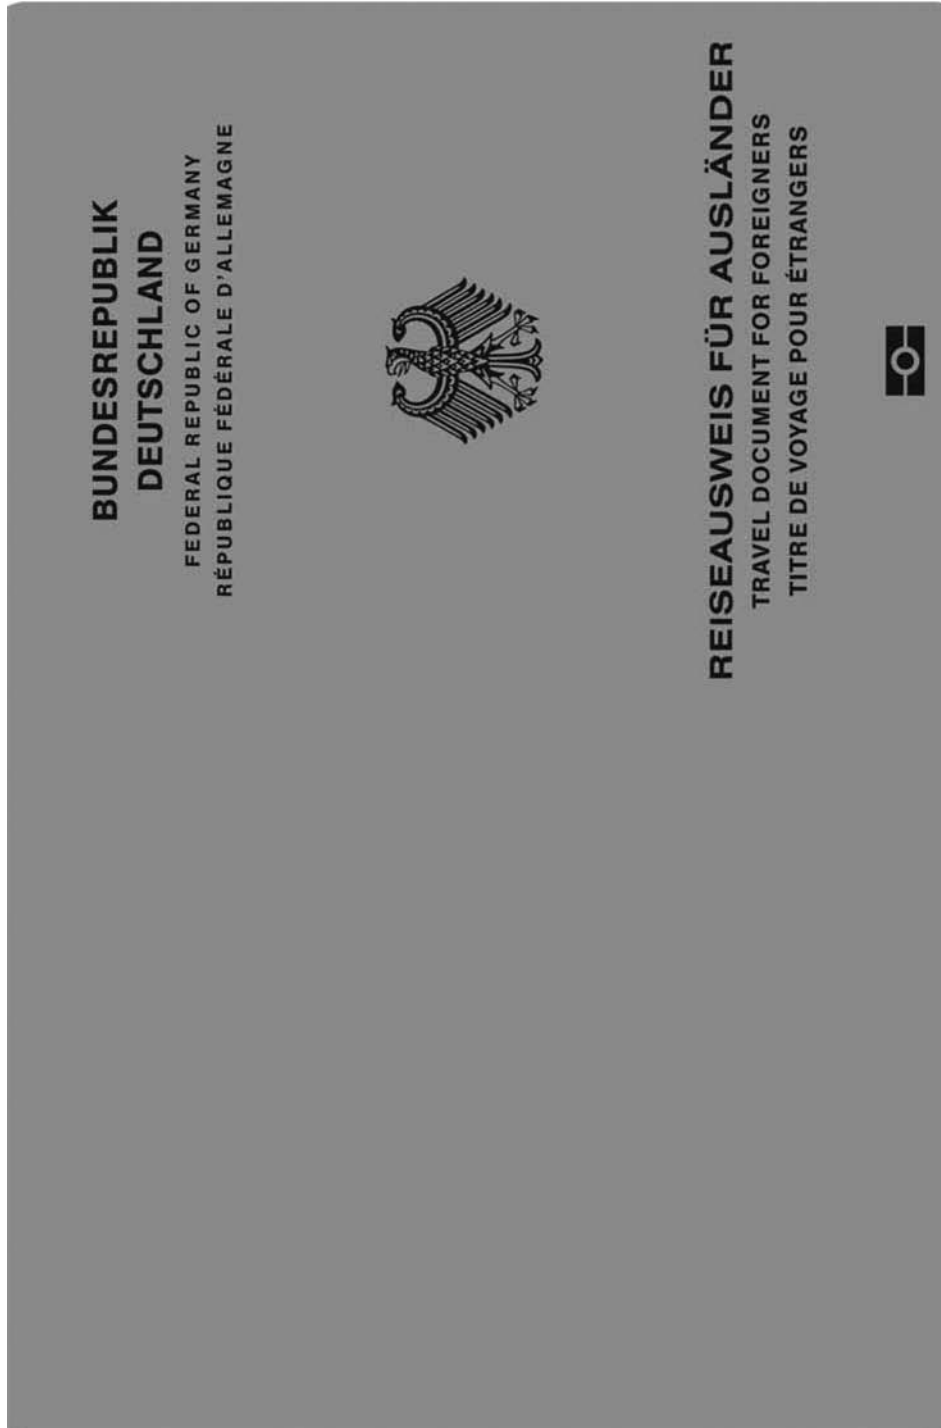 BUNDESREPUBLIK
DEUTSCHLAND
FEDERAL REPUBLIC OF GERMANY
RÉPUBLIQUE FÉDÉRALE D'ALLEMAGNE
REISEAUSWEIS FÜR AUSLÄNDER
TRAVEL DOCUMENT FOR FOREIGNERS
TITRE DE VOYAGE POUR ÉTRANGERS